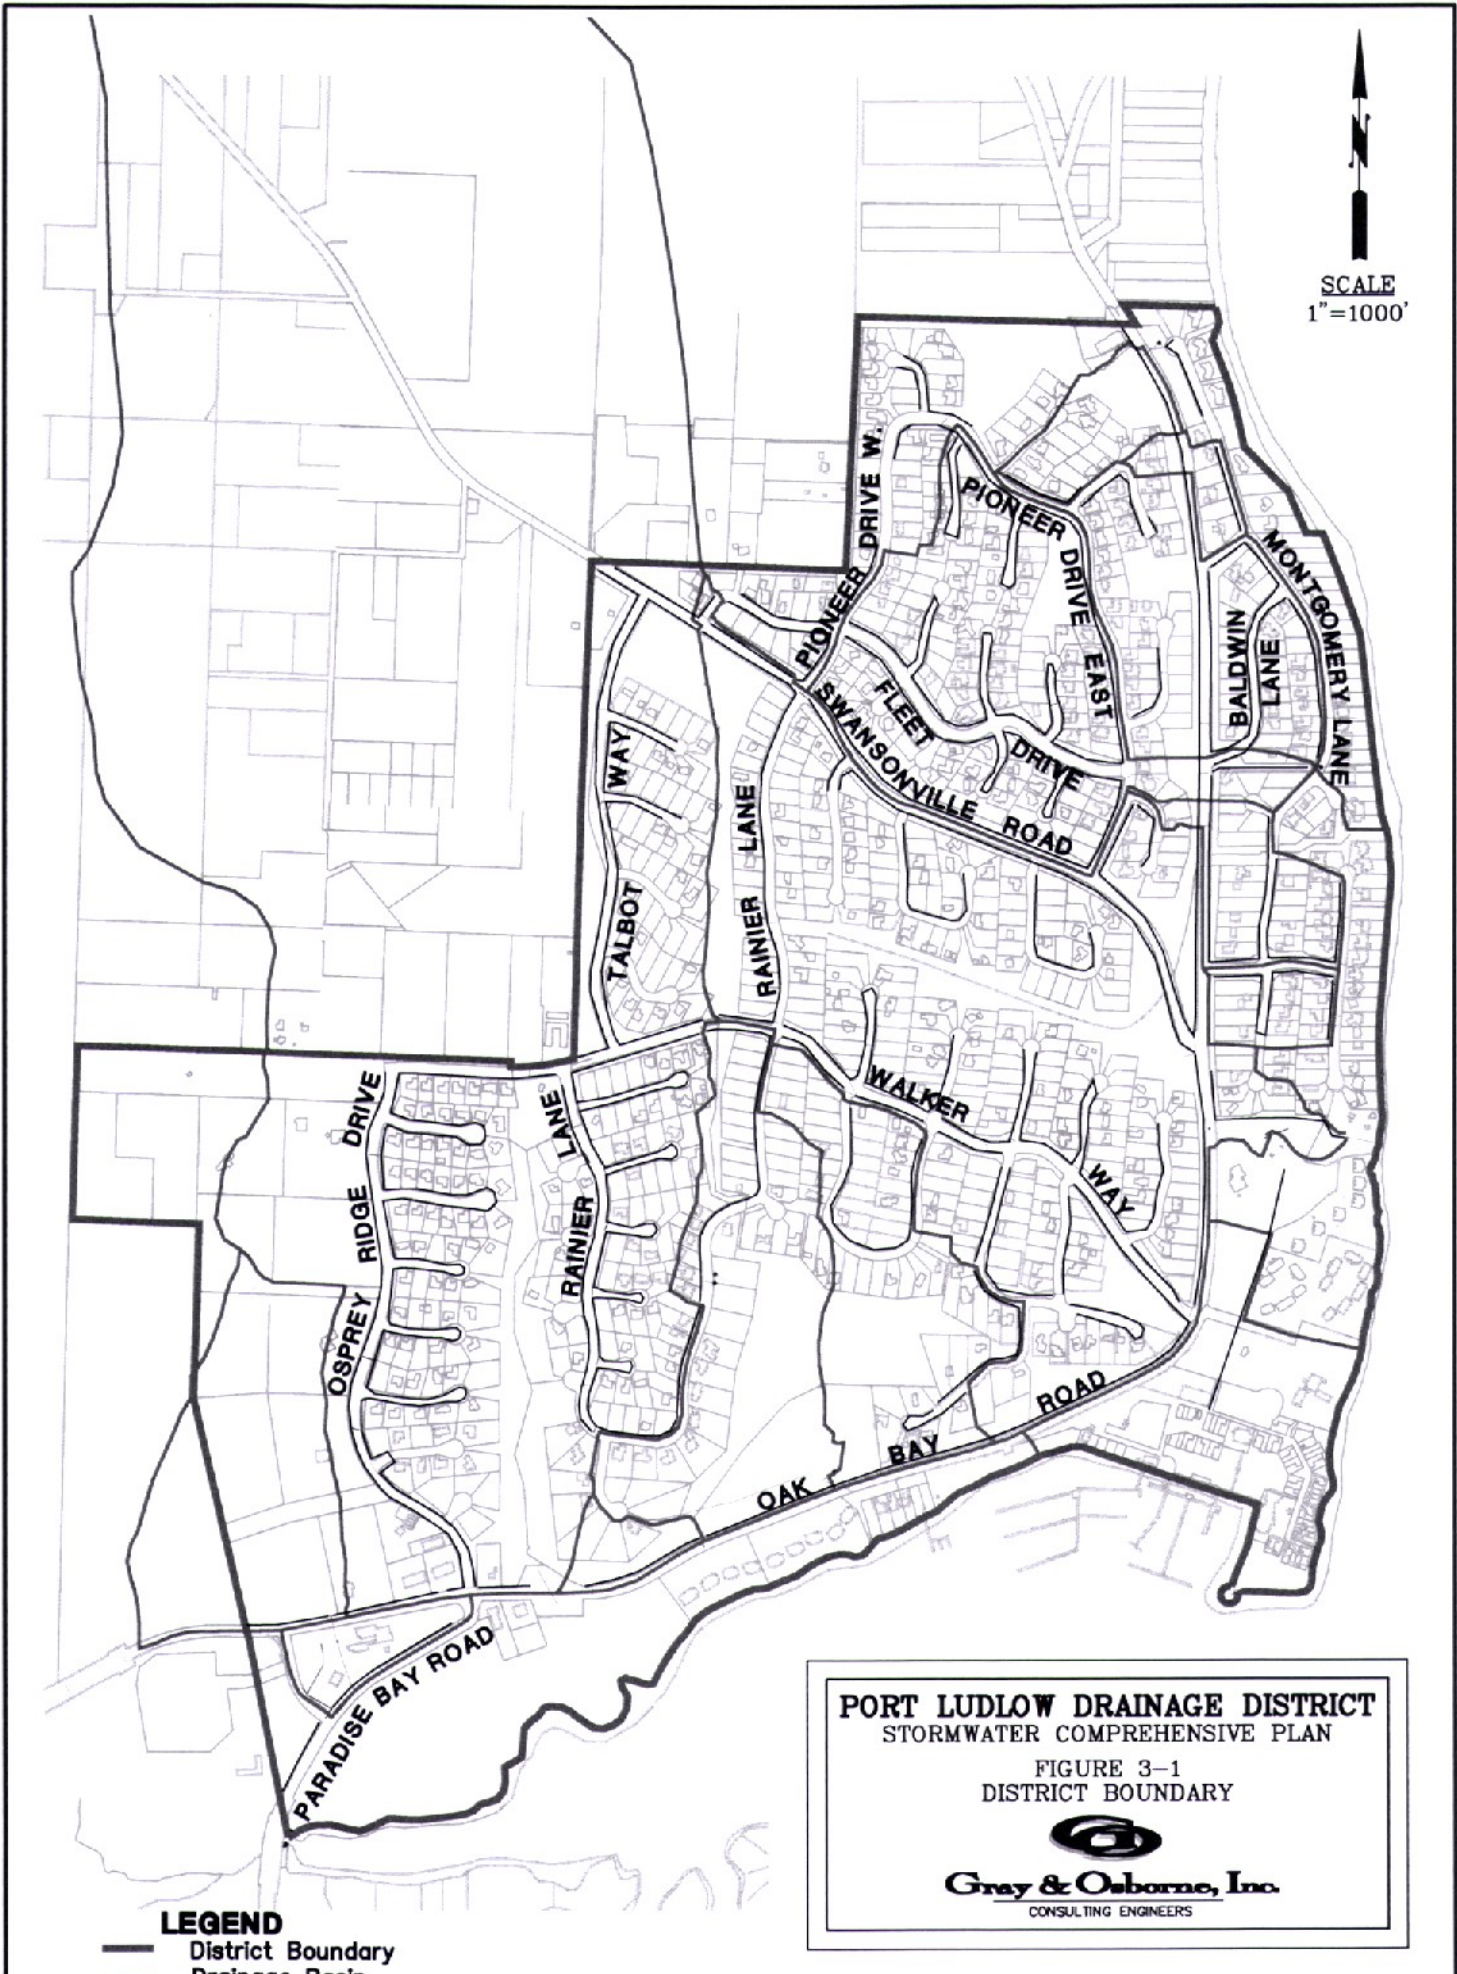 N
SCALE
1"=1000'
PIONEER DRIVE W.
PIONEER DRIVE EAST
MONTGOMERY LANE
BALDWIN
LANE
FLEET DRIVE
SWANSONVILLE ROAD
TALBOT WAY
RAINIER LANE
WALKER WAY
OSPREY RIDGE DRIVE
RAINIER LANE
OAK BAY ROAD
PARADISE BAY ROAD
PORT LUDLOW DRAINAGE DISTRICT
STORMWATER COMPREHENSIVE PLAN
FIGURE 3-1
DISTRICT BOUNDARY
Gray & Osborne, Inc.
CONSULTING ENGINEERS
LEGEND
District Boundary
Drainage Basin